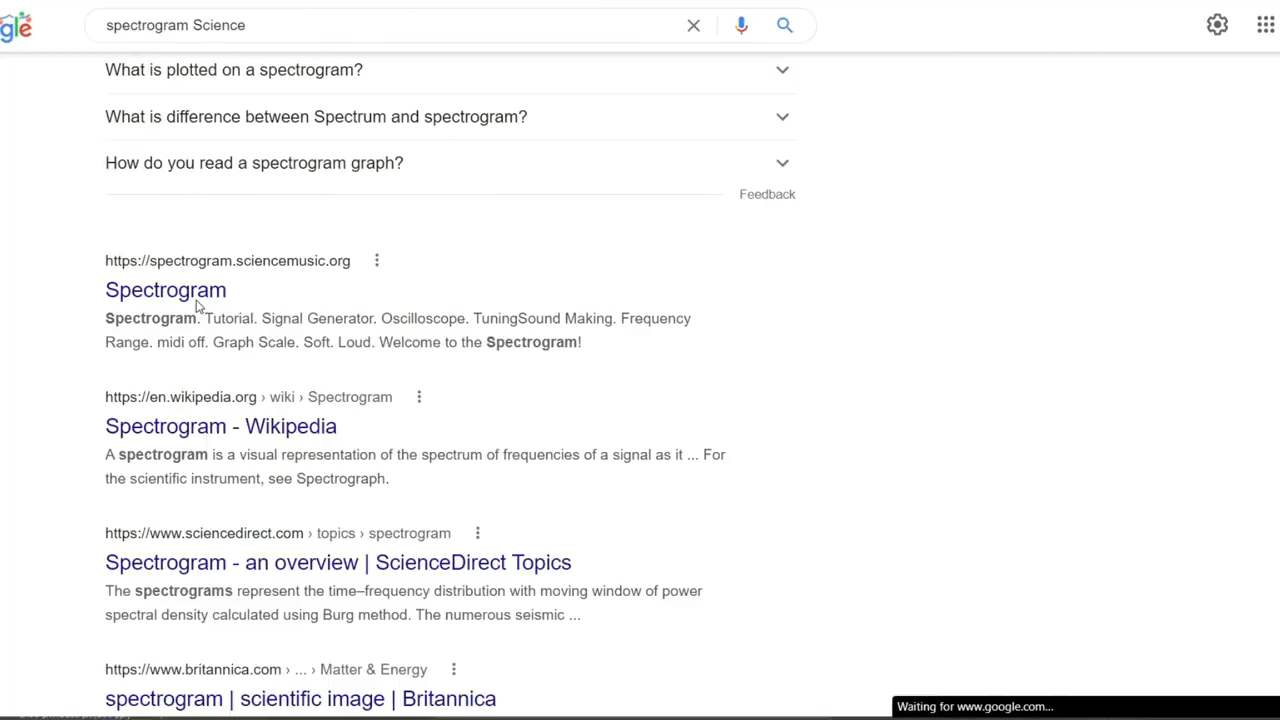 gle
spectrogram Science
What is plotted on a spectrogram?
What is difference between Spectrum and spectrogram?
How do you read a spectrogram graph?
Feedback
https://spectrogram.sciencemusic.org
Spectrogram
Spectrogram. Tutorial. Signal Generator. Oscilloscope. TuningSound Making. Frequency
Range. midi off. Graph Scale. Soft. Loud. Welcome to the Spectrogram!
https://en.wikipedia.org › wiki › Spectrogram
Spectrogram - Wikipedia
A spectrogram is a visual representation of the spectrum of frequencies of a signal as it ... For
the scientific instrument, see Spectrograph.
https://www.sciencedirect.com › topics › spectrogram
Spectrogram - an overview | ScienceDirect Topics
The spectrograms represent the time–frequency distribution with moving window of power
spectral density calculated using Burg method. The numerous seismic ...
https://www.britannica.com › ... › Matter & Energy
spectrogram | scientific image | Britannica
Waiting for www.google.com...